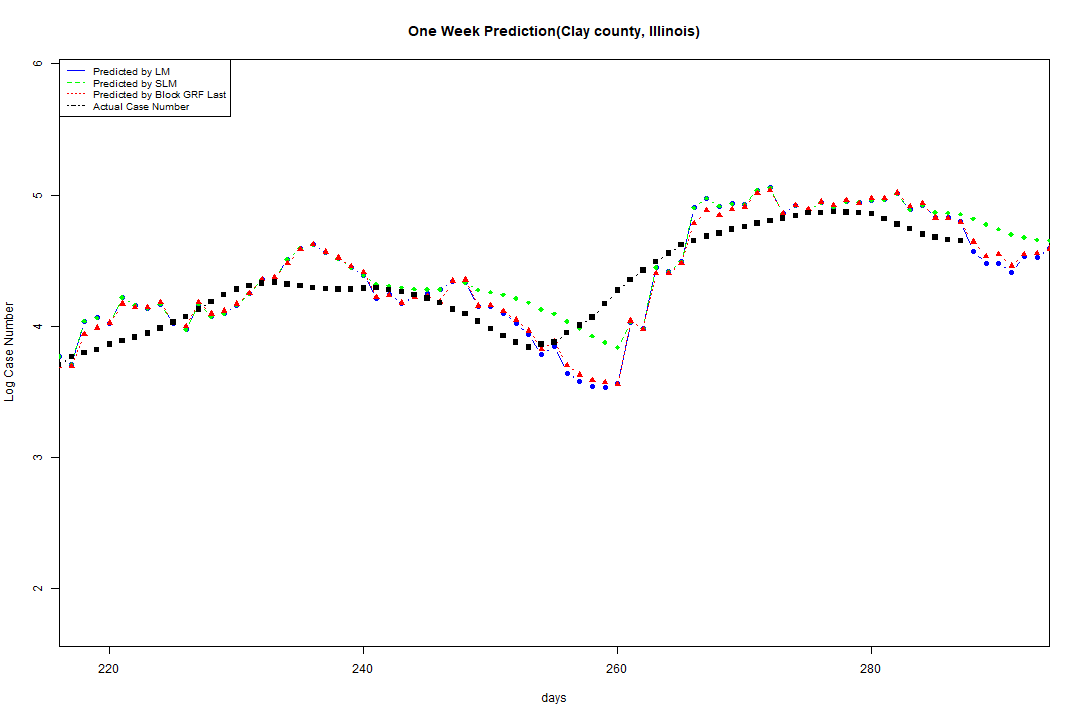 One Week Prediction(Clay county, Illinois)
Predicted by LM
Predicted by SLM
Predicted by Block GRF Last
Actual Case Number
6
5
4
3
2
Log Case Number
220 240 260 280
days